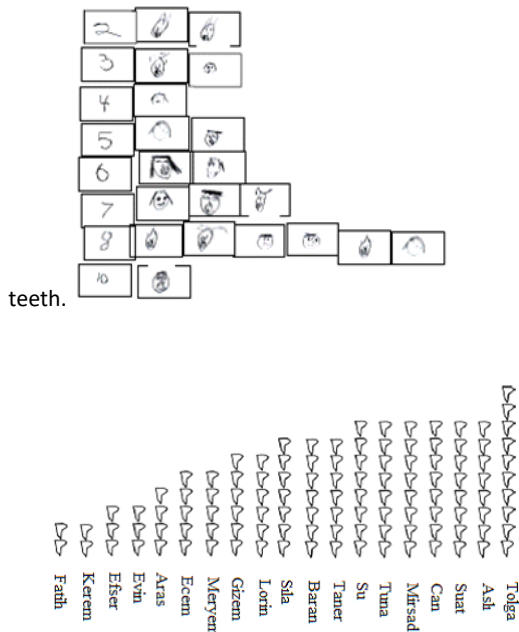 2
3
4
5
6
7
8
10
teeth.
Fatih
Kerem
Efser
Evin
Aras
Ecem
Meryem
Gizem
Lorin
Sıla
Baran
Taner
Su
Tuna
Mirsad
Can
Suat
Aslı
Tolga